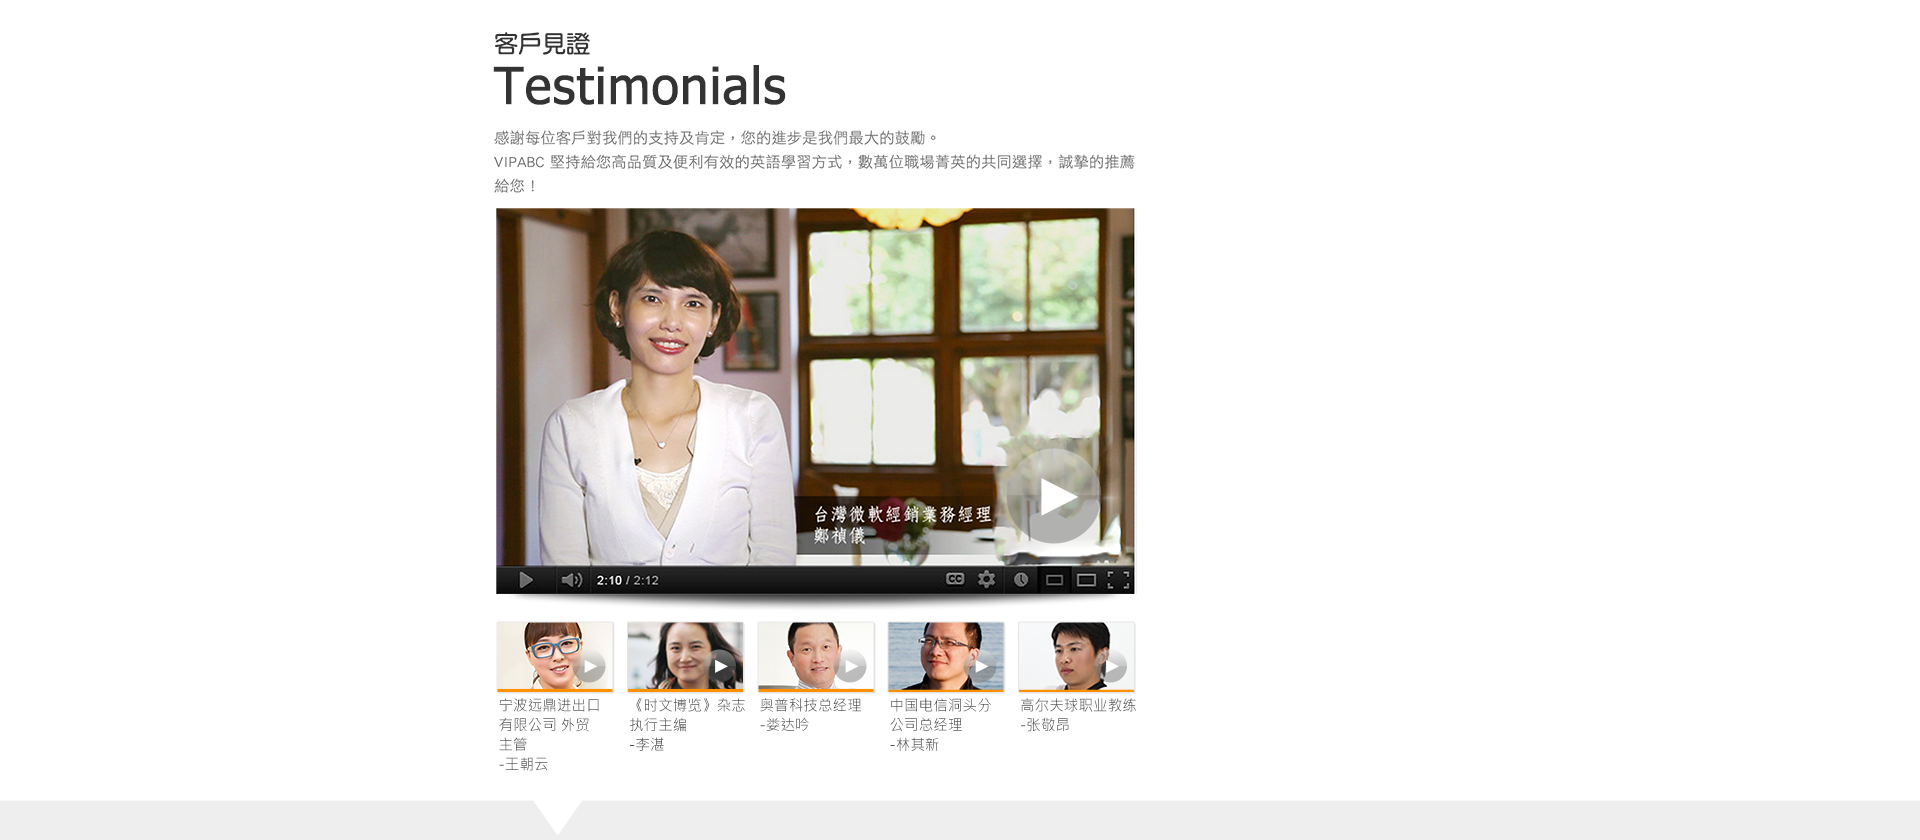 客戶見證
Testimonials
感謝每位客戶對我們的支持及肯定，您的進步是我們最大的鼓勵。
VIPABC 堅持給您高品質及便利有效的英語學習方式，數萬位職場菁英的共同選擇，誠摯的推薦
給您！
台灣微軟經銷業務經理
鄭禎儀
2:10 / 2:12
CC
宁波远鼎进出口
有限公司 外贸
主管
-王朝云
《时文博览》杂志
执行主编
-李湛
奥普科技总经理
-娄达吟
中国电信洞头分
公司总经理
-林其新
高尔夫球职业教练
-张敬昂